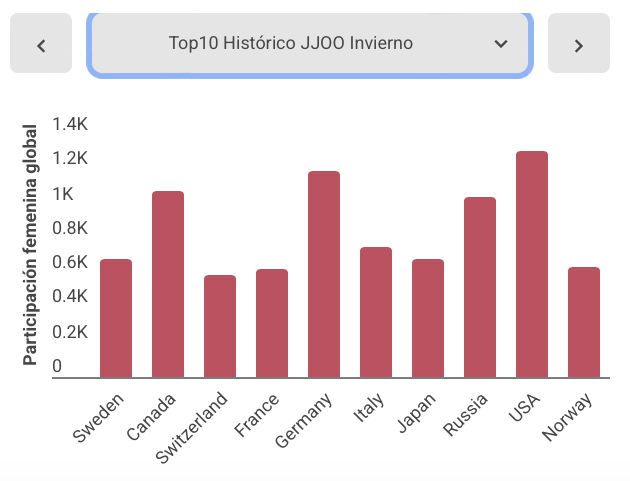 Top10 Histórico JJOO Invierno
Participación femenina global
1.4K
1.2K
1K
0.8K
0.6K
0.4K
0.2K
0
Sweden
Canada
Switzerland
France
Germany
Italy
Japan
Russia
USA
Norway